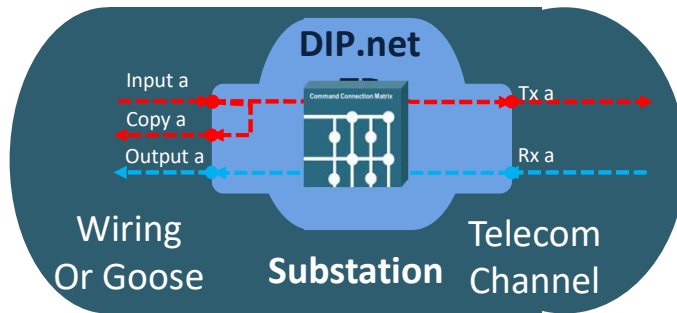 DIP.net
Input a
Command Connection Matrix
Tx a
Copy a
Output a
Rx a
Wiring
Or Goose
Substation
Telecom
Channel